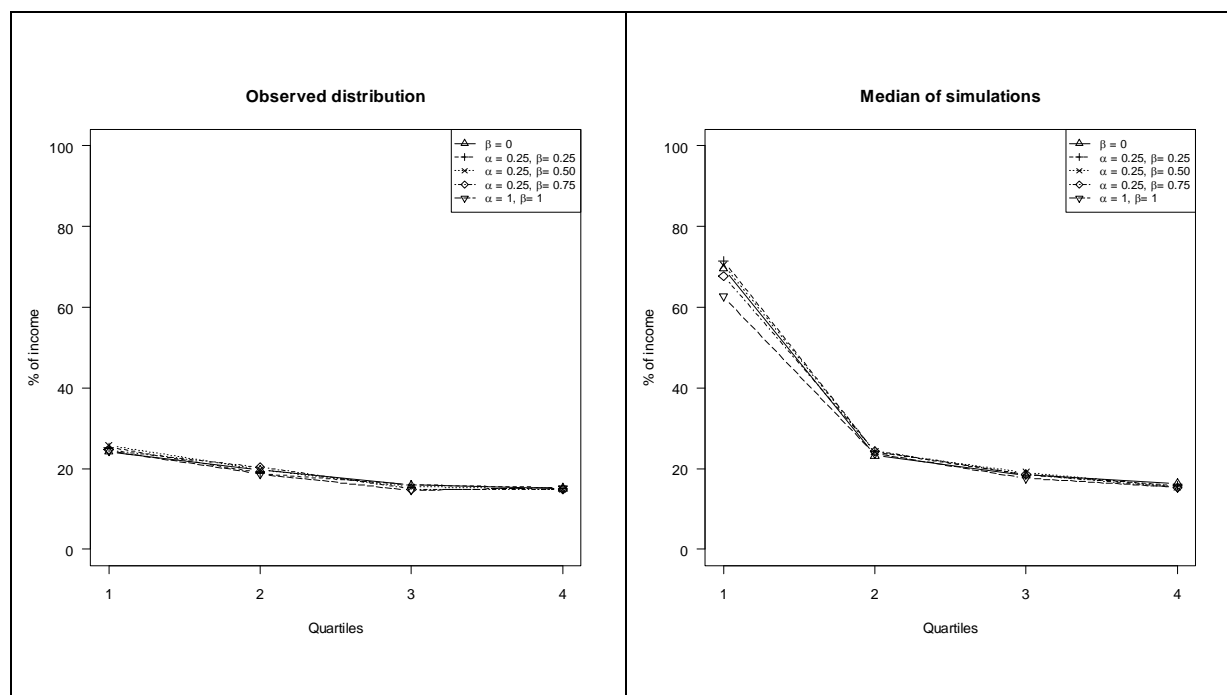 Observed distribution
% of income
100
80
60
40
20
0
β = 0
α = 0.25, β= 0.25
α = 0.25, β= 0.50
α = 0.25, β= 0.75
α = 1, β= 1
1 2 3 4
Quartiles
Median of simulations
% of income
100
80
60
40
20
0
β = 0
α = 0.25, β= 0.25
α = 0.25, β= 0.50
α = 0.25, β= 0.75
α = 1, β= 1
1 2 3 4
Quartiles